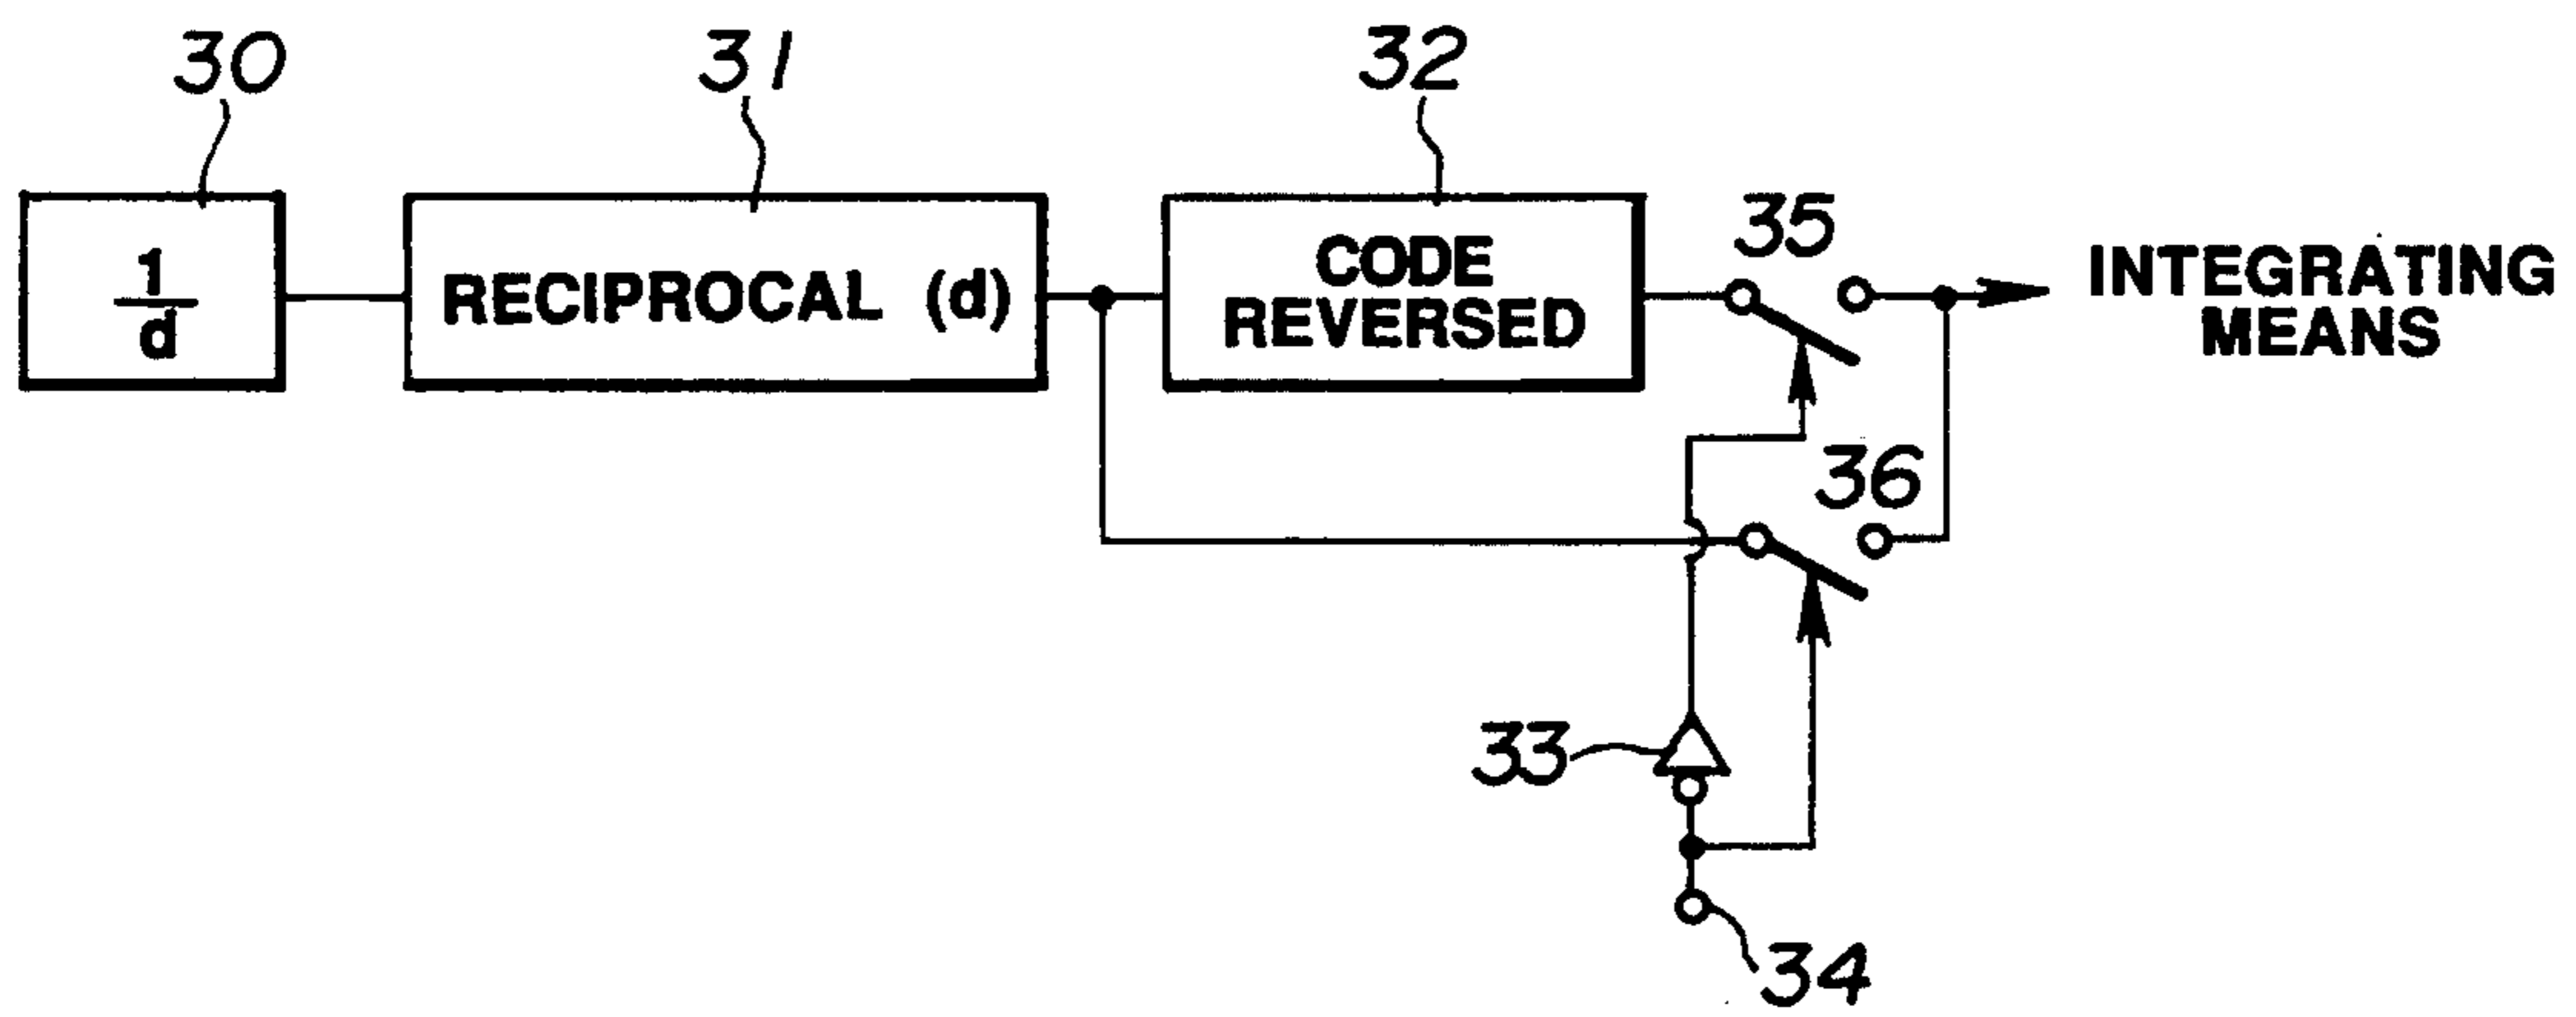 30
31
32
1
d
RECIPROCAL (d)
CODE
REVERSED
35
INTEGRATING
MEANS
36
33
34